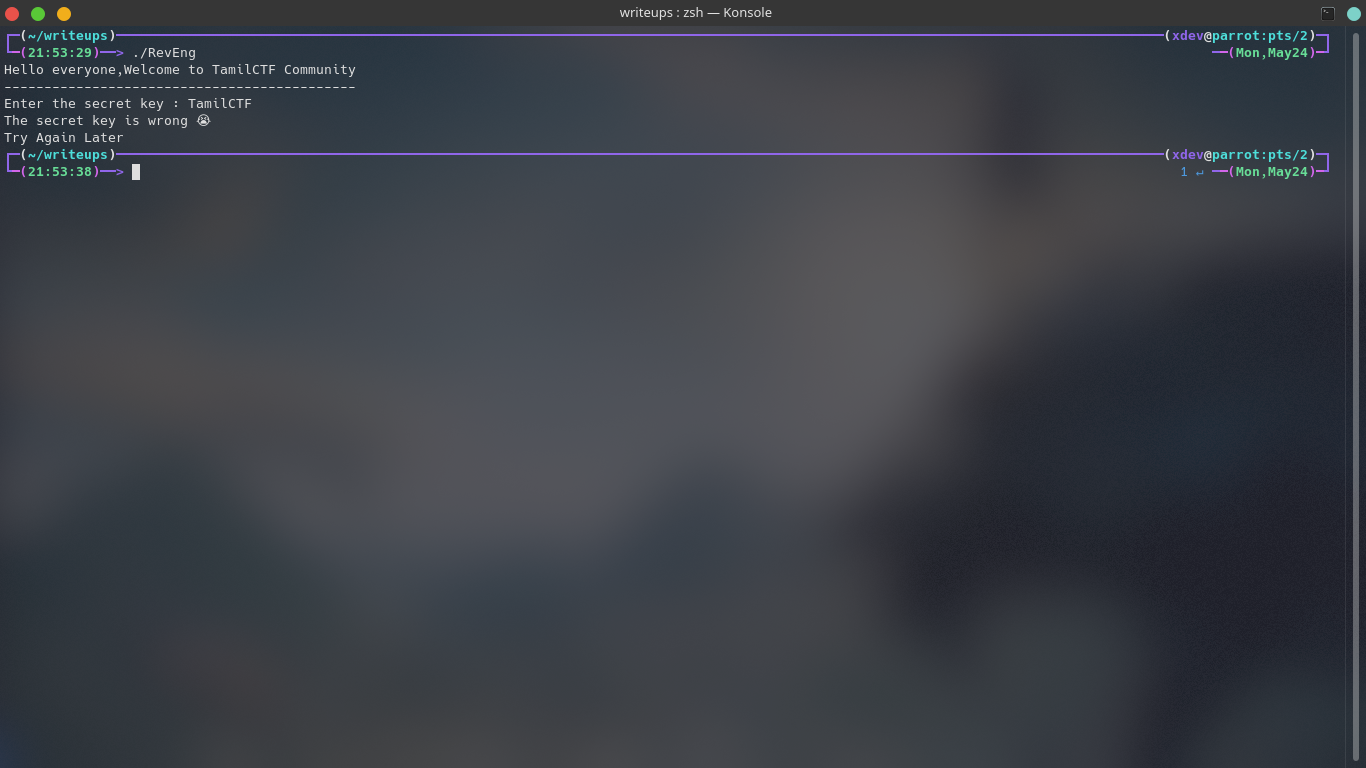 writeups : zsh — Konsole
(~/writeups) (xdev@parrot:pts/2)
(21:53:29)—> ./RevEng —(Mon,May24)
Hello everyone,Welcome to TamilCTF Community
--------------------------------------------
Enter the secret key : TamilCTF
The secret key is wrong 😭
Try Again Later
(~/writeups) (xdev@parrot:pts/2)
(21:53:38)—> 1 ↵ —(Mon,May24)